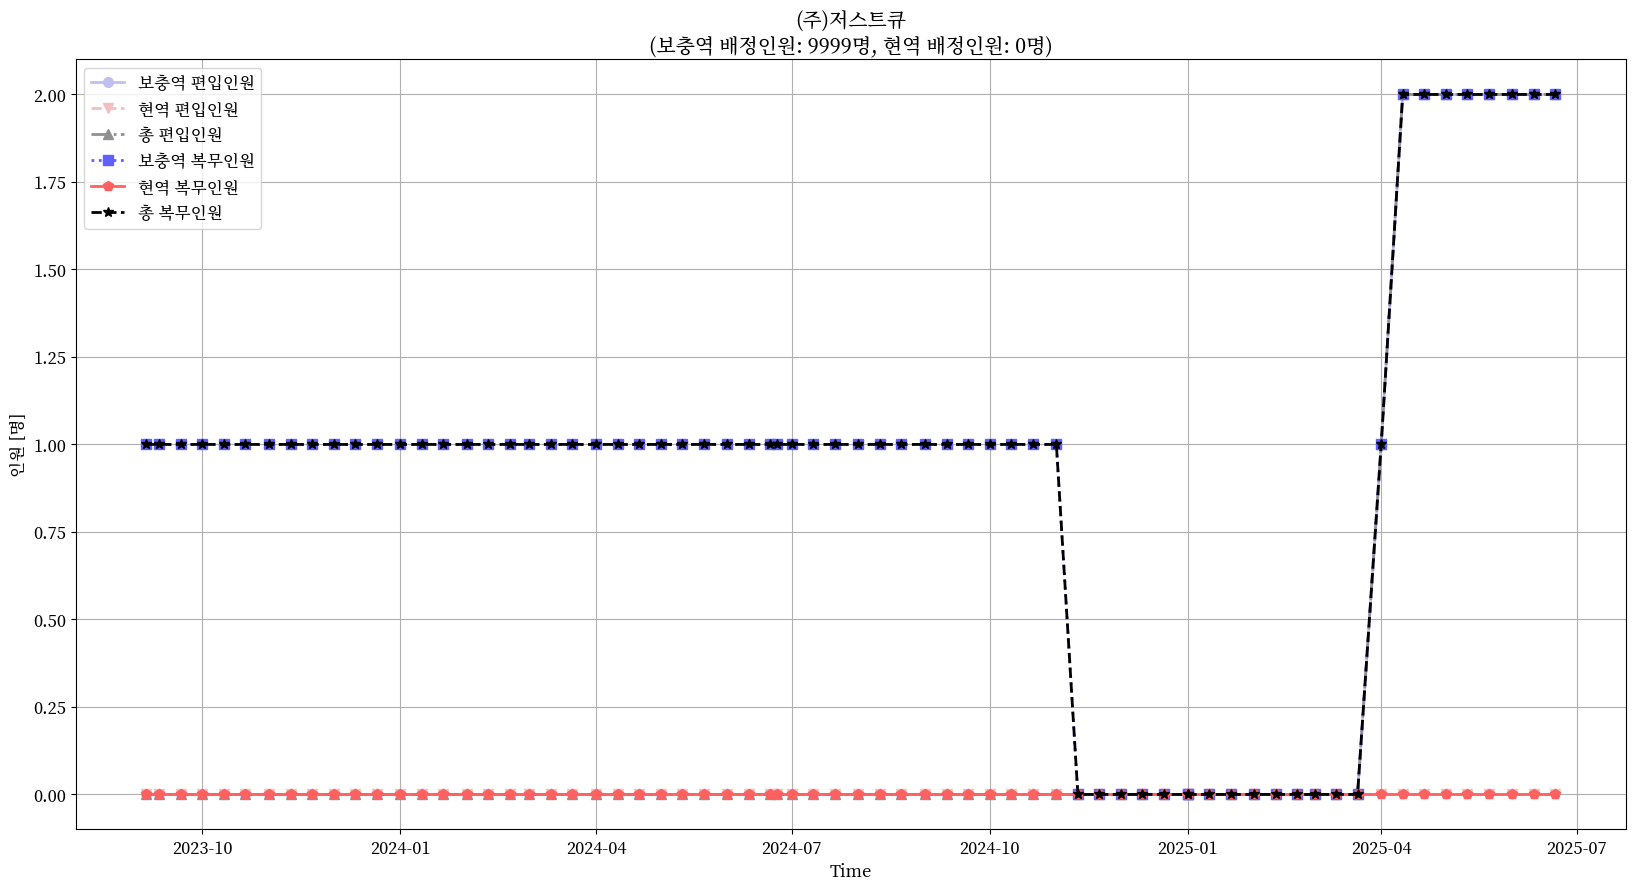 (주)저스트큐
(보충역 배정인원: 9999명, 현역 배정인원: 0명)
보충역 편입인원
현역 편입인원
총 편입인원
보충역 복무인원
현역 복무인원
총 복무인원
2.00
1.75
1.50
1.25
1.00
0.75
0.50
0.25
0.00
인원 [명]
2023-10
2024-01
2024-04
2024-07
2024-10
2025-01
2025-04
2025-07
Time